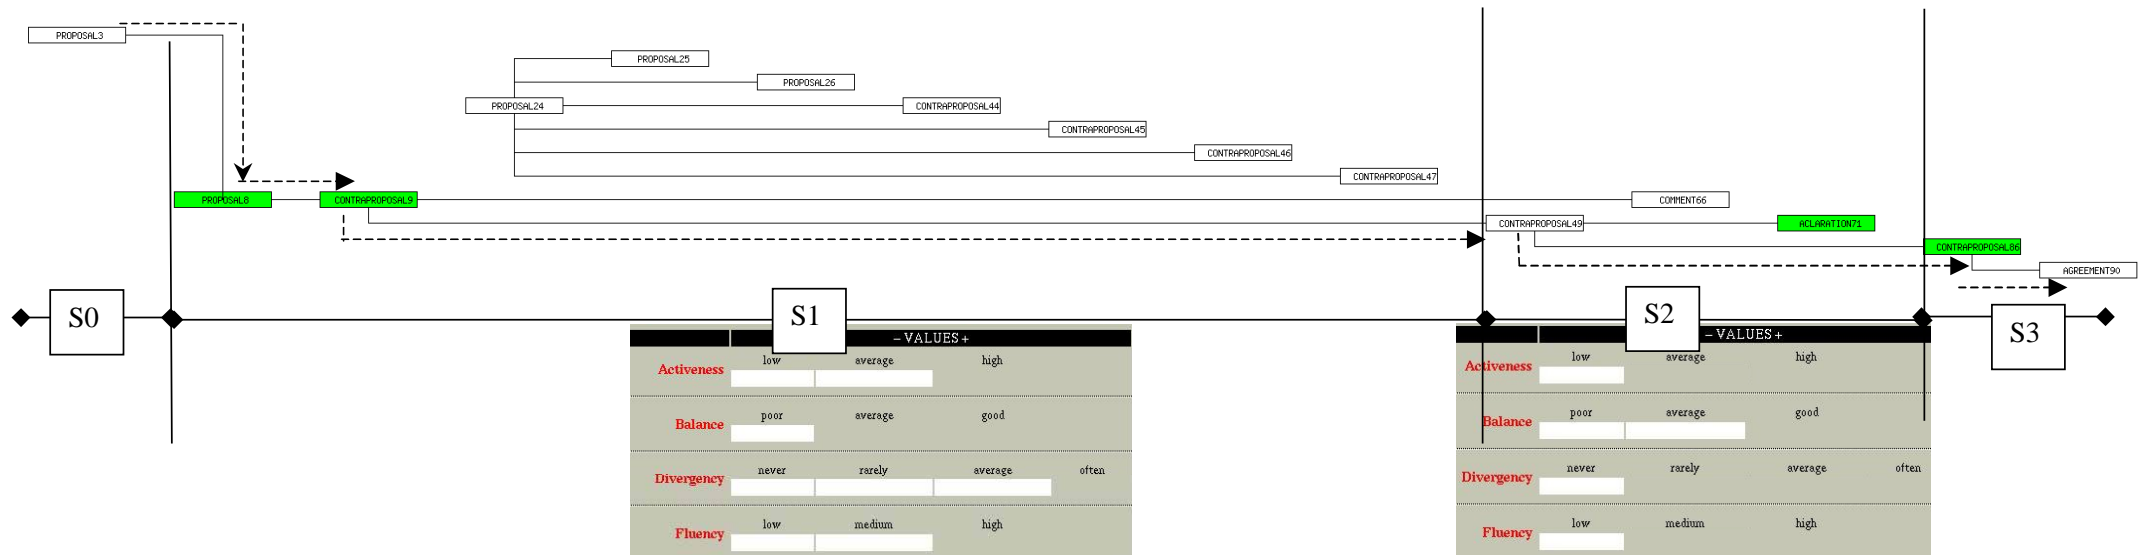 PROPOSAL3
PROPOSAL25
PROPOSAL26
PROPOSAL24 CONTRAPROPOSAL44
CONTRAPROPOSAL45
CONTRAPROPOSAL46
CONTRAPROPOSAL47
PROPOSAL8 CONTRAPROPOSAL9 COMMENT66
CONTRAPROPOSAL49 ACLARATION71
CONTRAPROPOSAL86
AGREEMENT90
S0 S1 S2 S3
– VALUES +
low average high
Activeness
poor average good
Balance
never rarely average often
Divergency
low medium high
Fluency
– VALUES +
low average high
Activeness
poor average good
Balance
never rarely average often
Divergency
low medium high
Fluency